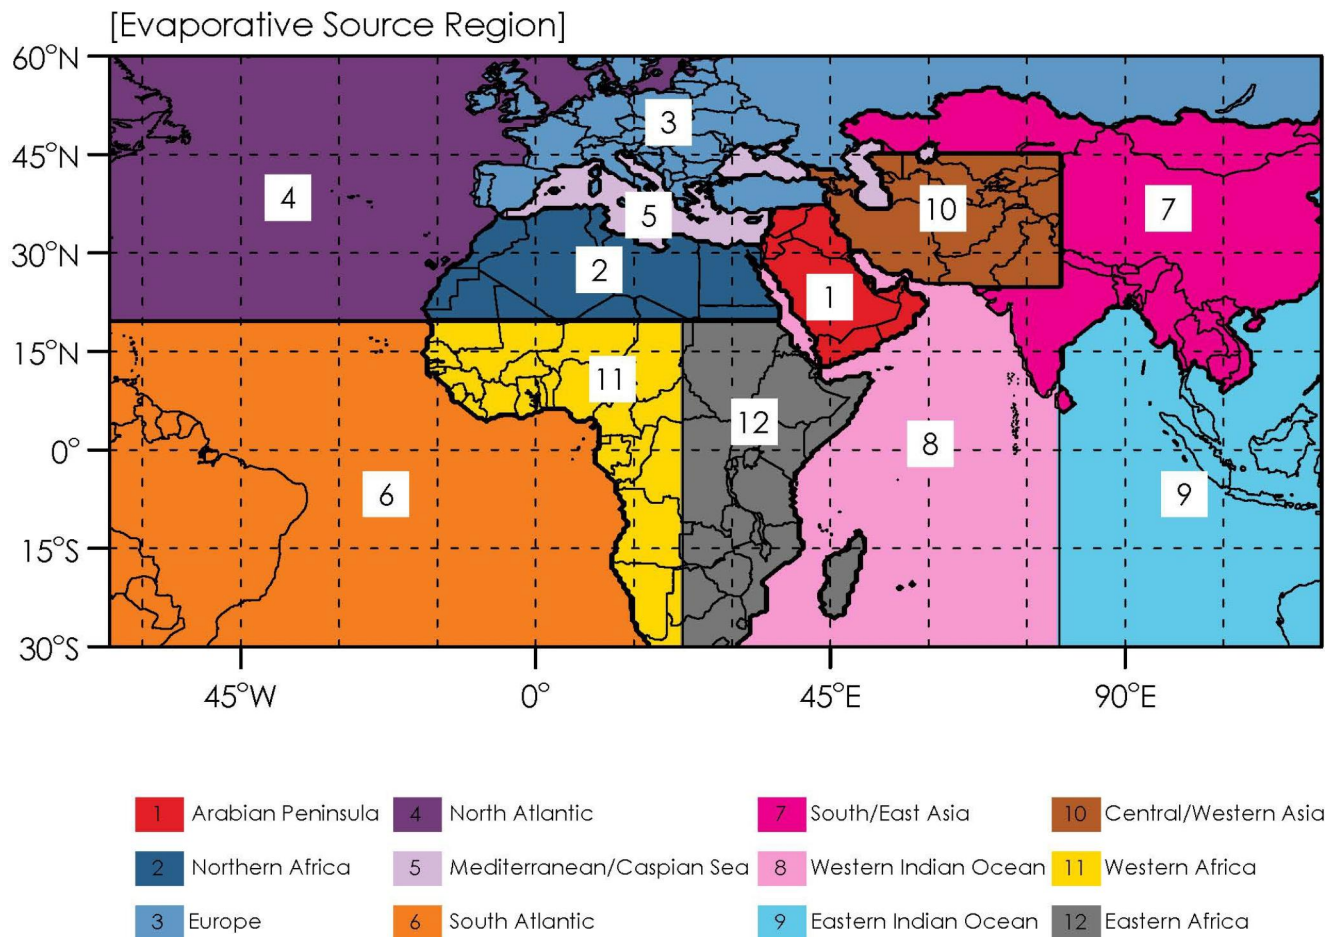 [Evaporative Source Region]
60°N
45°N
30°N
15°N
0°
15°S
30°S
45°W
0°
45°E
90°E
3
4
5
10
7
2
1
11
12
8
6
9
1 Arabian Peninsula
4 North Atlantic
7 South/East Asia
10 Central/Western Asia
2 Northern Africa
5 Mediterranean/Caspian Sea
8 Western Indian Ocean
11 Western Africa
3 Europe
6 South Atlantic
9 Eastern Indian Ocean
12 Eastern Africa